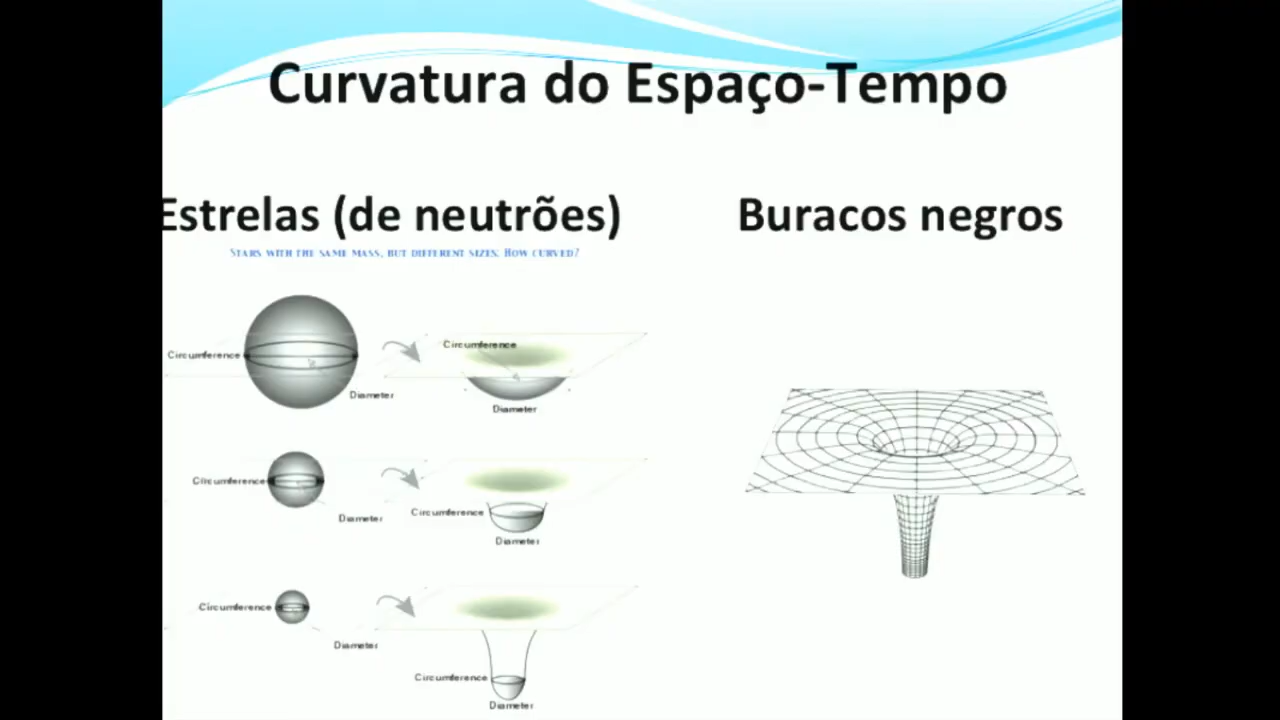 Curvatura do Espaço-Tempo
Estrelas (de neutrões)
Buracos negros
STARS WITH THE SAME MASS, BUT DIFFERENT SIZES: HOW CURVED?
Circumference
Diameter
Circumference
Diameter
Circumference
Diameter
Circumference
Diameter
Circumference
Diameter
Circumference
Diameter